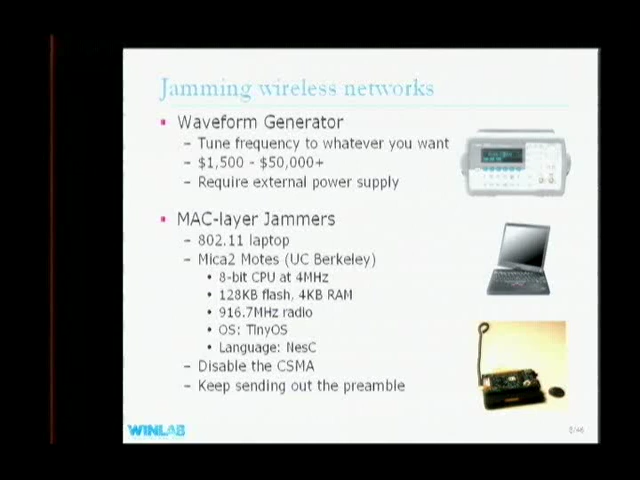 Jamming wireless networks
▪ Waveform Generator
– Tune frequency to whatever you want
– $1,500 - $50,000+
– Require external power supply
▪ MAC-layer Jammers
– 802.11 laptop
– Mica2 Motes (UC Berkeley)
• 8-bit CPU at 4MHz
• 128KB flash, 4KB RAM
• 916.7MHz radio
• OS: TinyOS
• Language: NesC
– Disable the CSMA
– Keep sending out the preamble
WINLAB